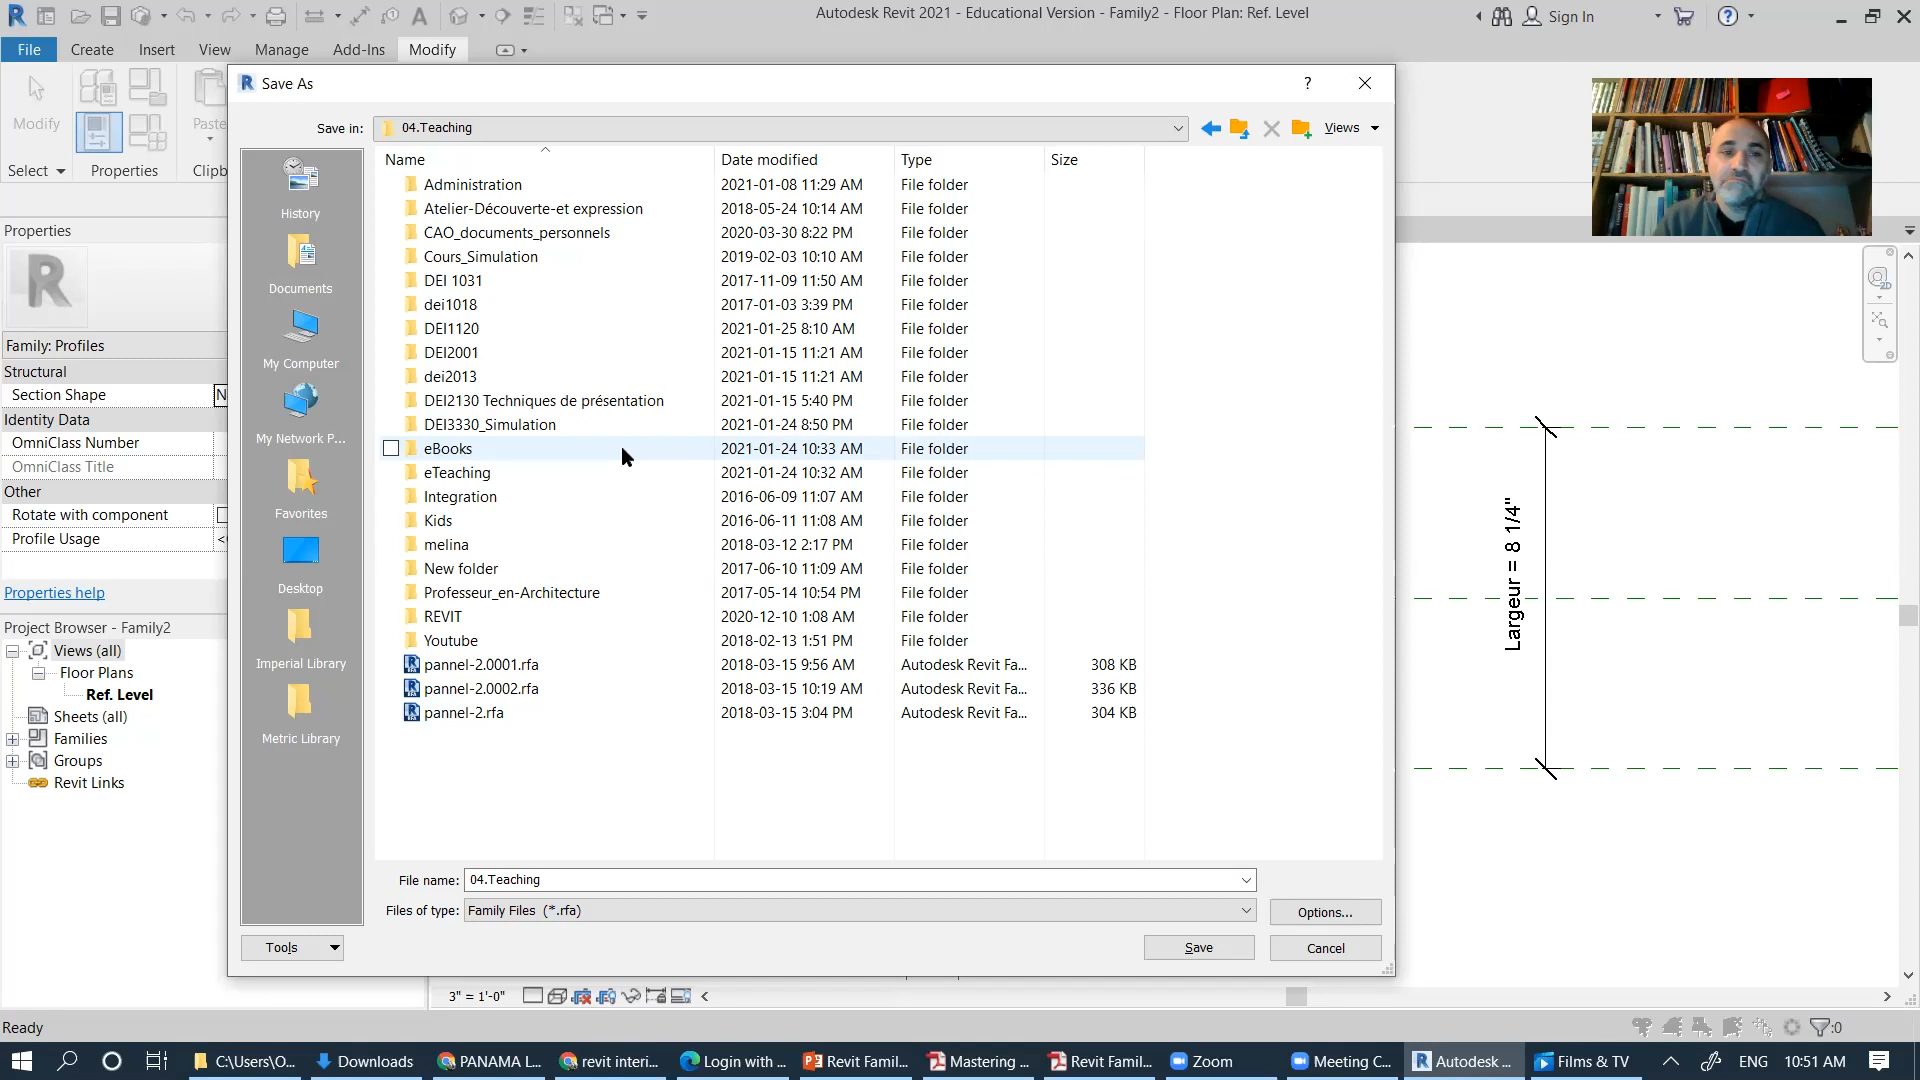 Autodesk Revit 2021 - Educational Version - Family2 - Floor Plan: Ref. Level
Sign In
File
Create
Insert
View
Manage
Add-Ins
Modify
Modify
Paste
Select
Properties
Clipb
Save As
Save in:
04.Teaching
Views
Name
Date modified
Type
Size
Administration 2021-01-08 11:29 AM File folder
Atelier-Découverte-et expression 2018-05-24 10:14 AM File folder
CAO_documents_personnels 2020-03-30 8:22 PM File folder
Cours_Simulation 2019-02-03 10:10 AM File folder
DEI 1031 2017-11-09 11:50 AM File folder
dei1018 2017-01-03 3:39 PM File folder
DEI1120 2021-01-25 8:10 AM File folder
DEI2001 2021-01-15 11:21 AM File folder
dei2013 2021-01-15 11:21 AM File folder
DEI2130 Techniques de présentation 2021-01-15 5:40 PM File folder
DEI3330_Simulation 2021-01-24 8:50 PM File folder
eBooks 2021-01-24 10:33 AM File folder
eTeaching 2021-01-24 10:32 AM File folder
Integration 2016-06-09 11:07 AM File folder
Kids 2016-06-11 11:08 AM File folder
melina 2018-03-12 2:17 PM File folder
New folder 2017-06-10 11:09 AM File folder
Professeur_en-Architecture 2017-05-14 10:54 PM File folder
REVIT 2020-12-10 1:08 AM File folder
Youtube 2018-02-13 1:51 PM File folder
pannel-2.0001.rfa 2018-03-15 9:56 AM Autodesk Revit Fa... 308 KB
pannel-2.0002.rfa 2018-03-15 10:19 AM Autodesk Revit Fa... 336 KB
pannel-2.rfa 2018-03-15 3:04 PM Autodesk Revit Fa... 304 KB
History
Documents
My Computer
My Network P...
Favorites
Desktop
Imperial Library
Metric Library
File name: 04.Teaching
Files of type: Family Files (*.rfa)
Options...
Tools
Save
Cancel
Properties
Family: Profiles
Structural
Section Shape N
Identity Data
OmniClass Number
OmniClass Title
Other
Rotate with component
Profile Usage <
Properties help
Project Browser - Family2
Views (all)
Floor Plans
Ref. Level
Sheets (all)
Families
Groups
Revit Links
Largeur = 8 1/4"
2D
3" = 1'-0"
Ready
:0
C:\Users\O...
Downloads
PANAMA L...
revit interi...
Login with ...
Revit Famil...
Mastering ...
Revit Famil...
Zoom
Meeting C...
Autodesk ...
Films & TV
ENG
10:51 AM